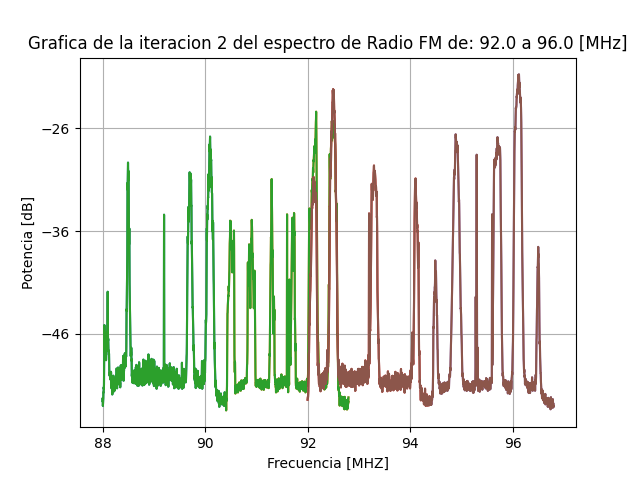 Grafica de la iteracion 2 del espectro de Radio FM de: 92.0 a 96.0 [MHz]
−26
−36
−46
Potencia [dB]
88
90
92
94
96
Frecuencia [MHZ]